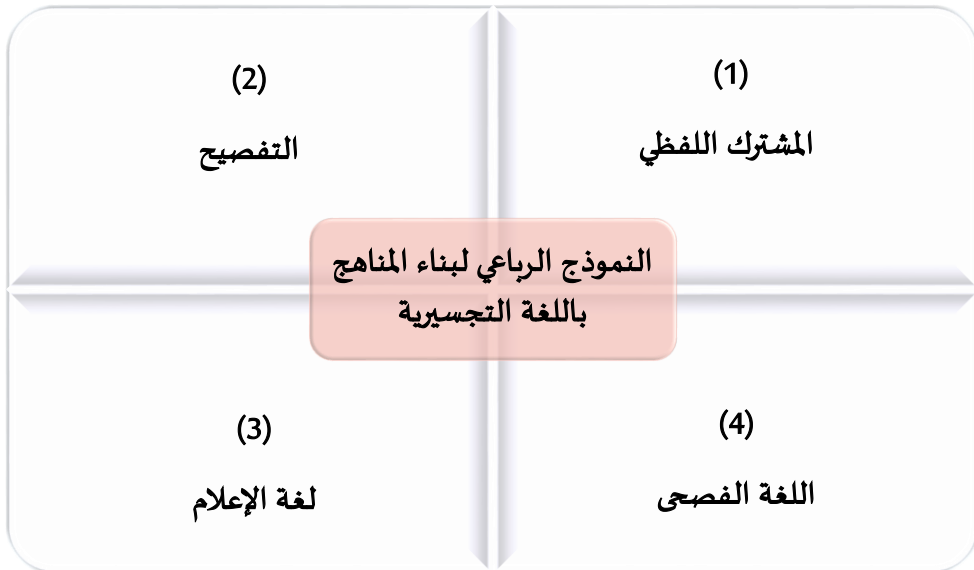 (1)
المشترك اللفظي
(2)
التفصيح
النموذج الرباعي لبناء المناهج
باللغة التجسيرية
(3)
لغة الإعلام
(4)
اللغة الفصحى